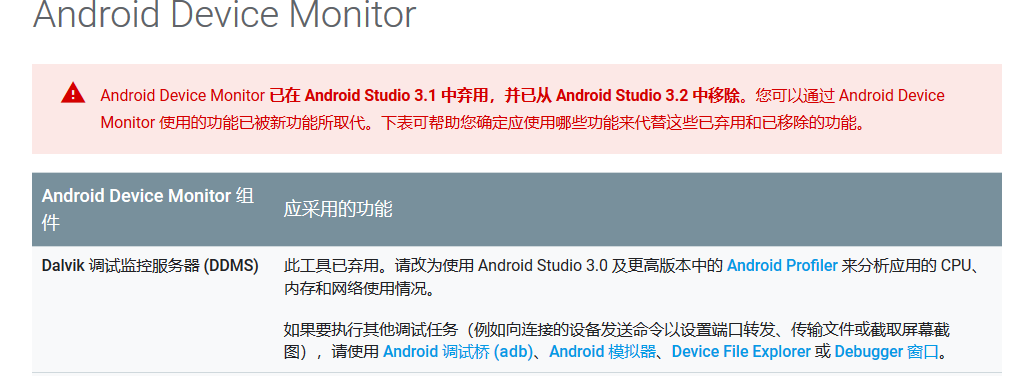 Android Device Monitor
Android Device Monitor 已在 Android Studio 3.1 中弃用，并已从 Android Studio 3.2 中移除。您可以通过 Android Device
Monitor 使用的功能已被新功能所取代。下表可帮助您确定应使用哪些功能来代替这些已弃用和已移除的功能。
Android Device Monitor 组
件
应采用的功能
Dalvik 调试监控服务器 (DDMS)
此工具已弃用。请改为使用 Android Studio 3.0 及更高版本中的 Android Profiler 来分析应用的 CPU、
内存和网络使用情况。
如果要执行其他调试任务（例如向连接的设备发送命令以设置端口转发、传输文件或截取屏幕截
图），请使用 Android 调试桥 (adb)、Android 模拟器、Device File Explorer 或 Debugger 窗口。